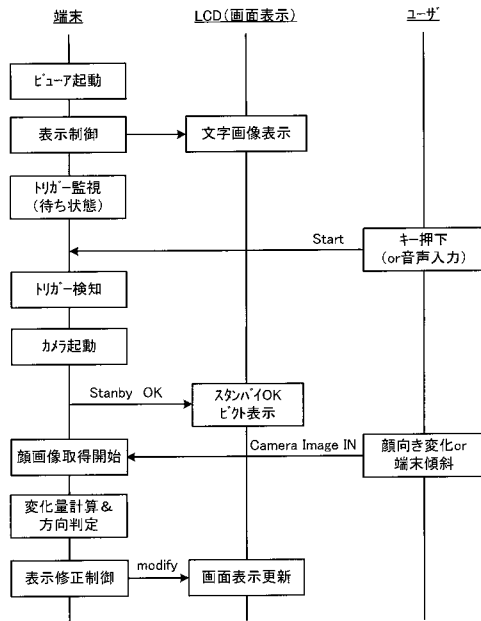 端末
LCD(画面表示)
ユーザ
ビューア起動
表示制御
文字画像表示
トリガー監視
(待ち状態)
Start
キー押下
(or音声入力)
トリガー検知
カメラ起動
Stanby OK
スタンバイOK
ピクト表示
顔画像取得開始
Camera Image IN
顔向き変化or
端末傾斜
変化量計算&
方向判定
表示修正制御
modify
画面表示更新